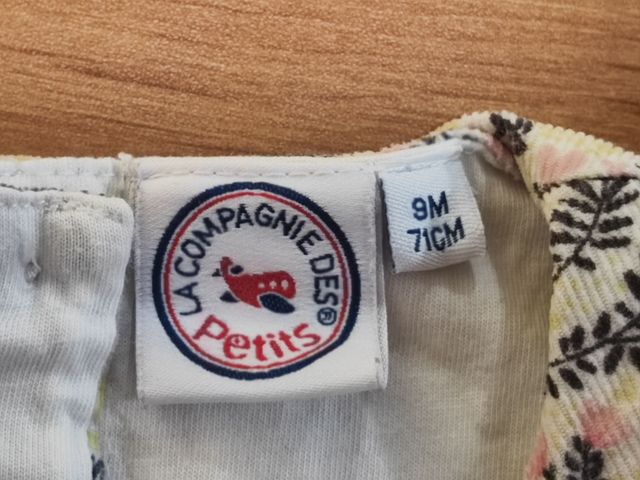 LA COMPAGNIE DES®
Petits
9M
71CM